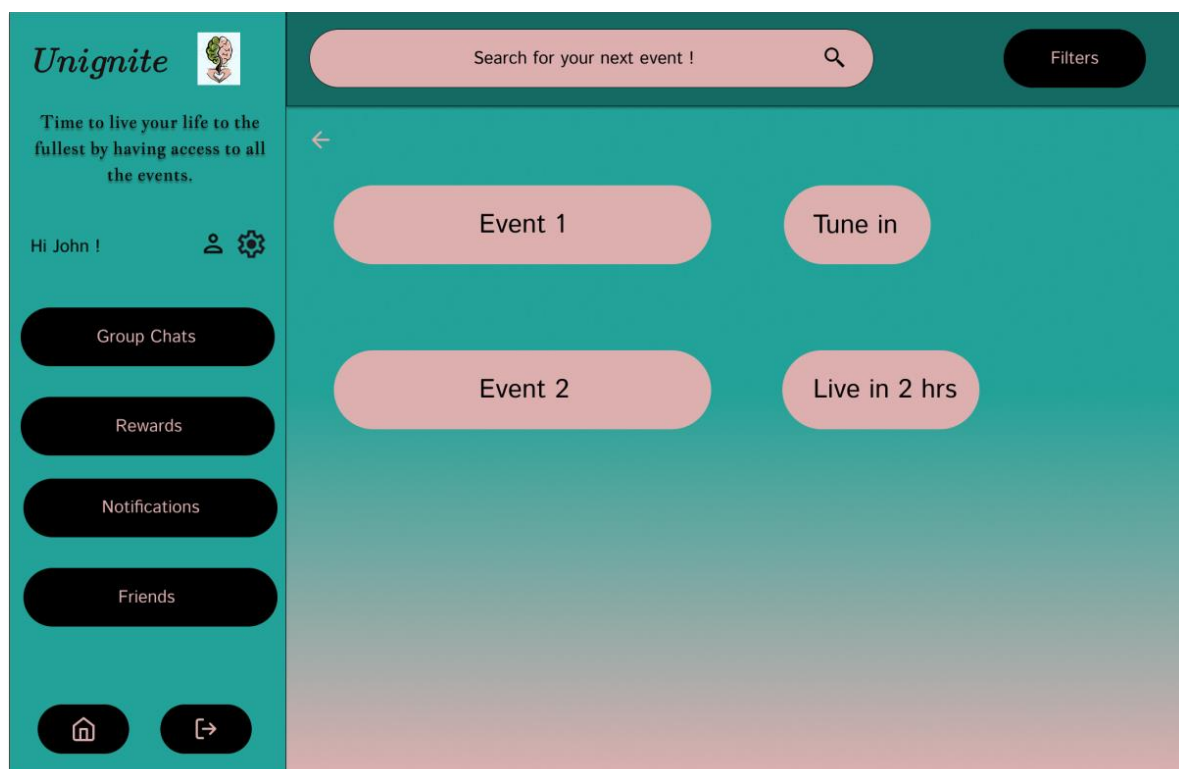 Unignite
Time to live your life to the
fullest by having access to all
the events.
Hi John !
Group Chats
Rewards
Notifications
Friends
Search for your next event !
Filters
Event 1
Tune in
Event 2
Live in 2 hrs